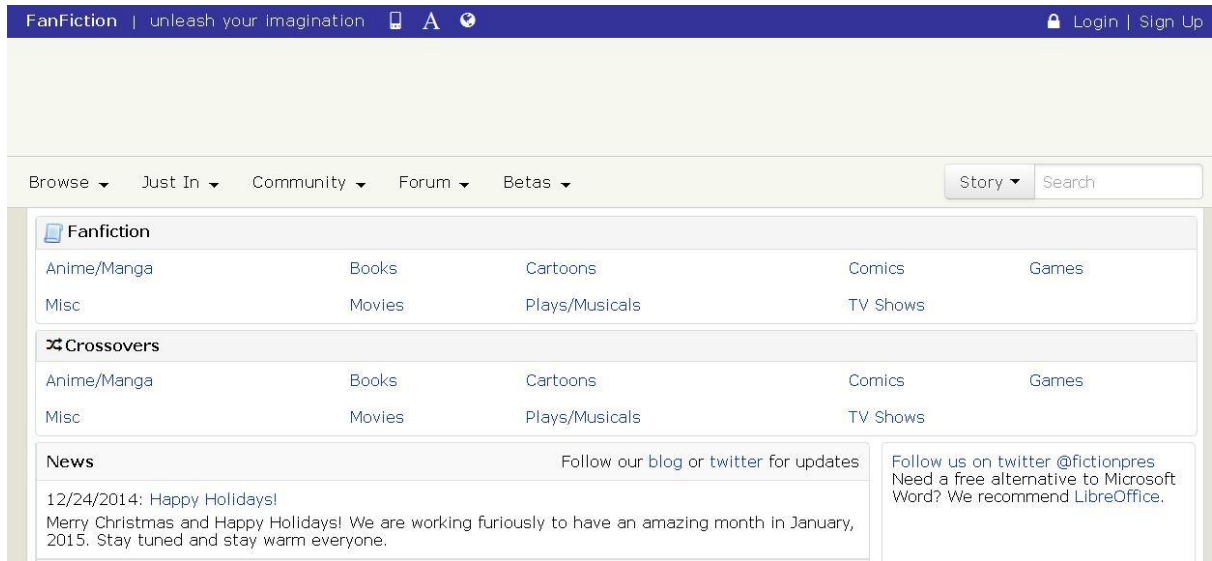 FanFiction | unleash your imagination A Login | Sign Up
Browse Just In Community Forum Betas Story Search
Fanfiction
Anime/Manga Books Cartoons Comics Games
Misc Movies Plays/Musicals TV Shows
Crossovers
Anime/Manga Books Cartoons Comics Games
Misc Movies Plays/Musicals TV Shows
News Follow our blog or twitter for updates
12/24/2014: Happy Holidays!
Merry Christmas and Happy Holidays! We are working furiously to have an amazing month in January,
2015. Stay tuned and stay warm everyone.
Follow us on twitter @fictionpres
Need a free alternative to Microsoft
Word? We recommend LibreOffice.